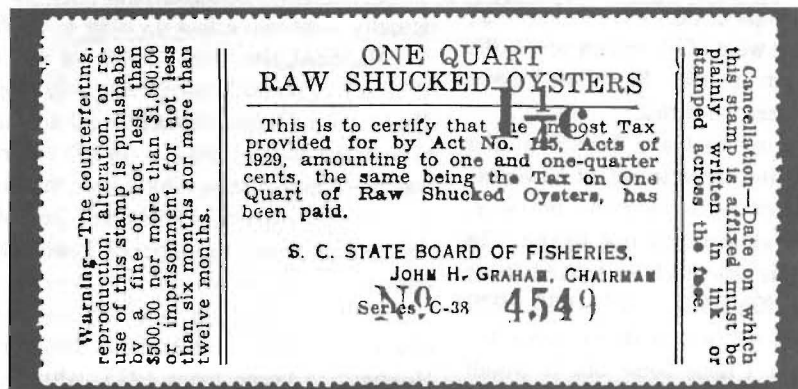 Warning—The counterfeiting,
reproduction, alteration, or re-
use of this stamp is punishable
by a fine of not less than
$500.00 nor more than $1,000.00
or imprisonment for not less
than six months nor more than
twelve months.
ONE QUART
RAW SHUCKED OYSTERS
This is to certify that the Impost Tax
provided for by Act No. Acts of
1929, amounting to one and one-quarter
cents, the same being the Tax on One
Quart of Raw Shucked Oysters, has
been paid.
S. C. STATE BOARD OF FISHERIES,
JOHN H. GRAHAM, CHAIRMAN
Series C-38
No 4549
Cancellation—Date on which
this stamp is affixed must be
plainly written in ink or
stamped across the face.